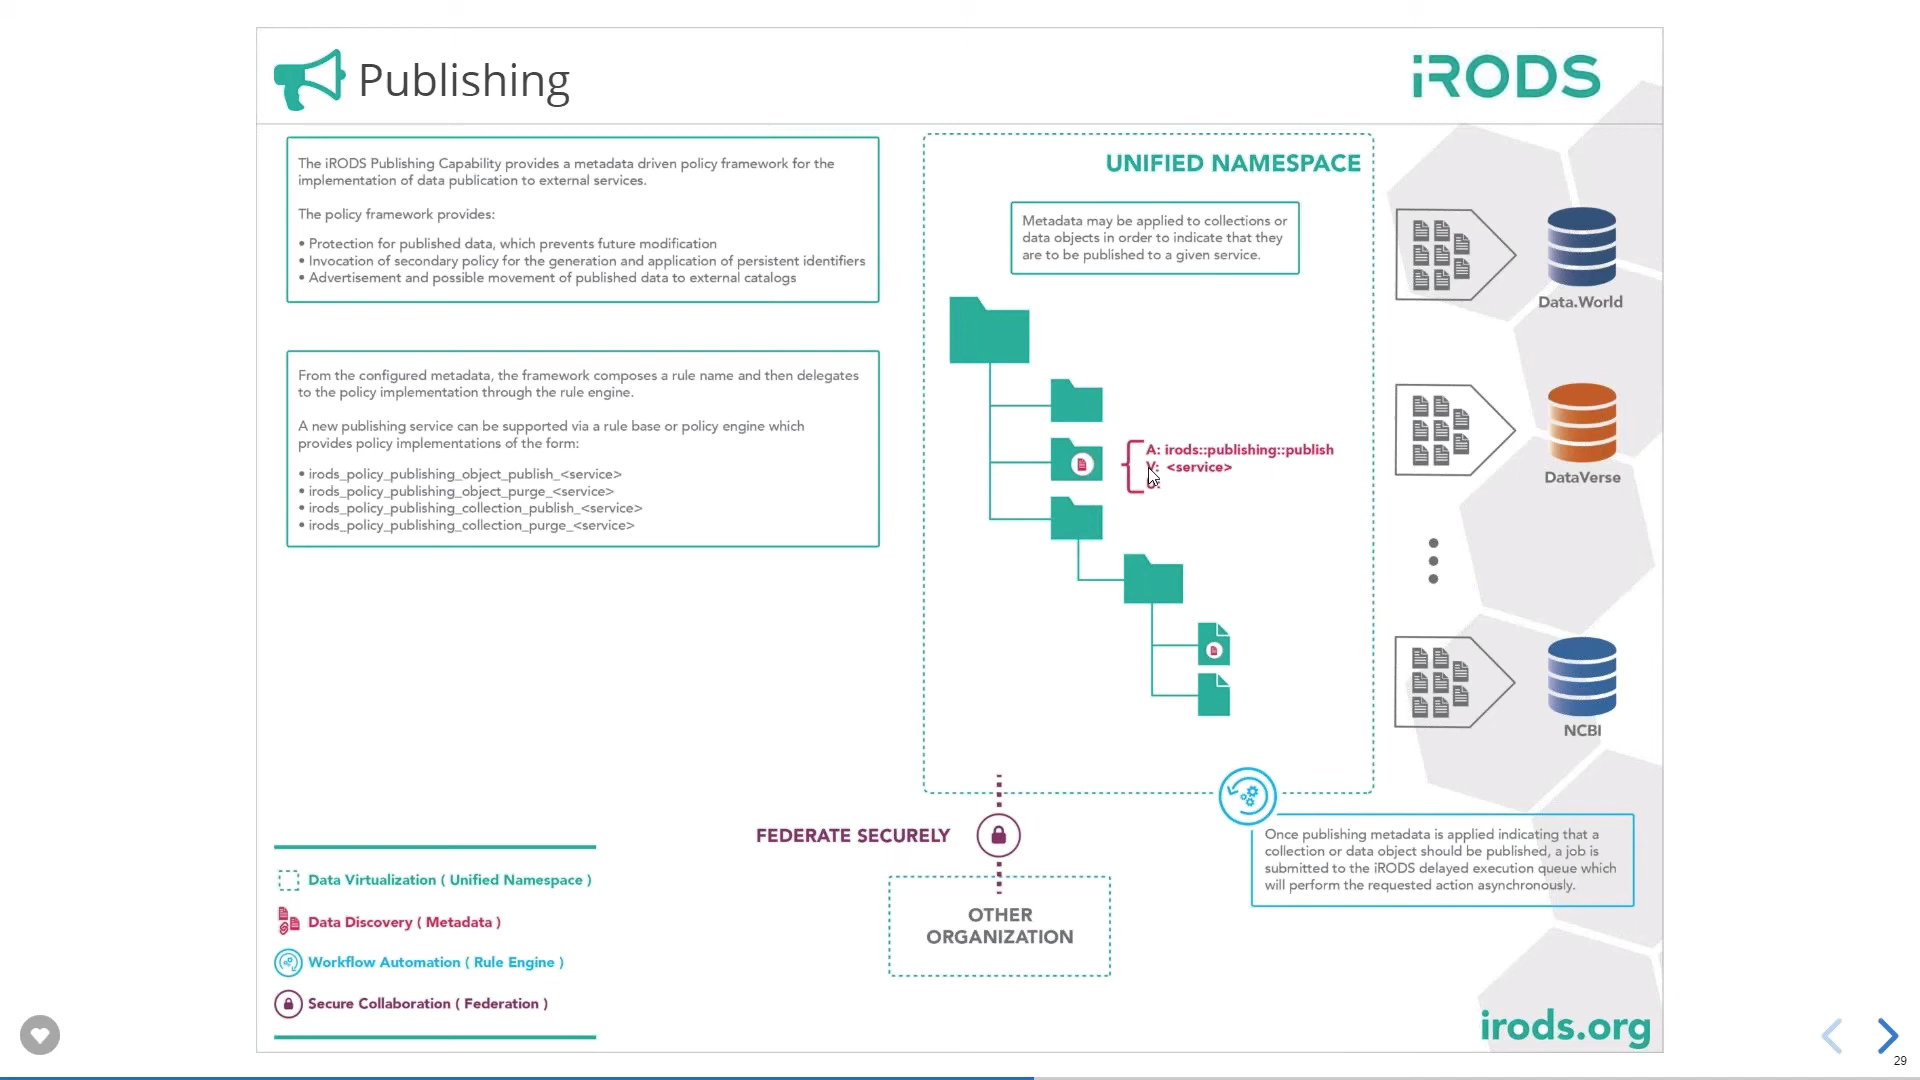 Publishing
iRODS
The iRODS Publishing Capability provides a metadata driven policy framework for the
implementation of data publication to external services.
The policy framework provides:
• Protection for published data, which prevents future modification
• Invocation of secondary policy for the generation and application of persistent identifiers
• Advertisement and possible movement of published data to external catalogs
From the configured metadata, the framework composes a rule name and then delegates
to the policy implementation through the rule engine.
A new publishing service can be supported via a rule base or policy engine which
provides policy implementations of the form:
• irods_policy_publishing_object_publish_<service>
• irods_policy_publishing_object_purge_<service>
• irods_policy_publishing_collection_publish_<service>
• irods_policy_publishing_collection_purge_<service>
UNIFIED NAMESPACE
Metadata may be applied to collections or
data objects in order to indicate that they
are to be published to a given service.
A: irods::publishing::publish
V: <service>
Data.World
DataVerse
NCBI
FEDERATE SECURELY
OTHER
ORGANIZATION
Once publishing metadata is applied indicating that a
collection or data object should be published, a job is
submitted to the iRODS delayed execution queue which
will perform the requested action asynchronously.
Data Virtualization ( Unified Namespace )
Data Discovery ( Metadata )
Workflow Automation ( Rule Engine )
Secure Collaboration ( Federation )
irods.org
29